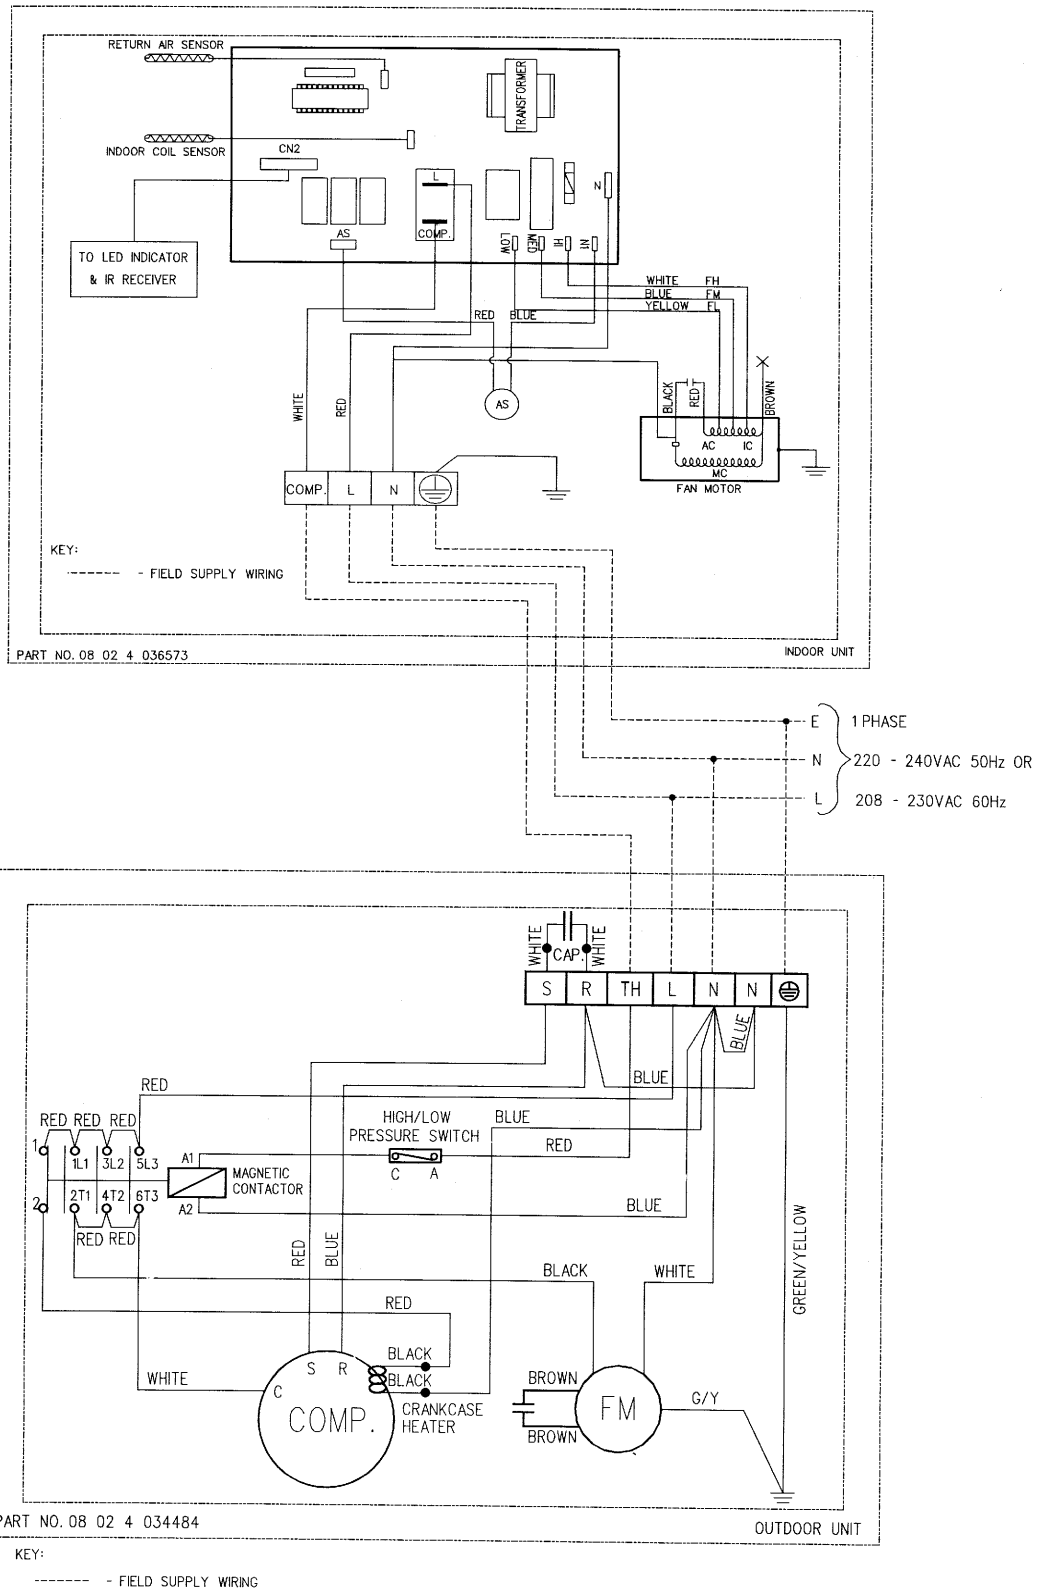 RETURN AIR SENSOR
TRANSFORMER
INDOOR COIL SENSOR
CN2
L
N
AS
COMP.
LOW
MED
HI
N1
TO LED INDICATOR
& IR RECEIVER
WHITE FH
BLUE FM
YELLOW FL
RED BLUE
WHITE
RED
AS
BLACK
RED
BROWN
AC IC
MC
FAN MOTOR
COMP. L N
KEY:
------ - FIELD SUPPLY WIRING
PART NO. 08 02 4 036573
INDOOR UNIT
E 1 PHASE
N 220 - 240VAC 50Hz OR
L 208 - 230VAC 60Hz
WHITE
CAP.
WHITE
S R TH L N N
BLUE
BLUE
RED
RED RED RED
HIGH/LOW
PRESSURE SWITCH
BLUE
RED
C A
1
1L1 3L2 5L3
A1
MAGNETIC
CONTACTOR
A2
2
2T1 4T2 6T3
RED RED
BLUE
RED
BLUE
GREEN/YELLOW
BLACK
WHITE
RED
BLACK
BLACK
CRANKCASE
HEATER
WHITE
S R
C
COMP.
BROWN
BROWN
FM
G/Y
PART NO. 08 02 4 034484
OUTDOOR UNIT
KEY:
------- - FIELD SUPPLY WIRING